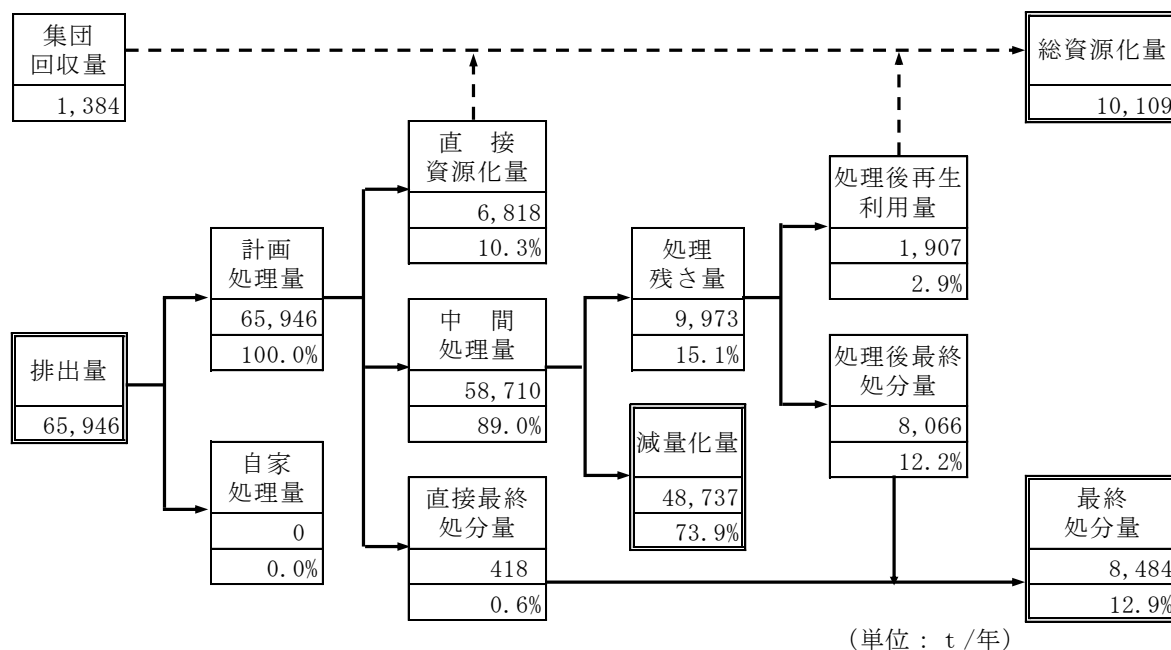 集団
回収量
1,384
総資源化量
10,109
直　接
資源化量
6,818
10.3%
処理後再生
利用量
1,907
2.9%
計画
処理量
65,946
100.0%
処理
残さ量
9,973
15.1%
中　間
処理量
58,710
89.0%
処理後最終
処分量
8,066
12.2%
排出量
65,946
減量化量
48,737
73.9%
自家
処理量
0
0.0%
直接最終
処分量
418
0.6%
最終
処分量
8,484
12.9%
（単位：ｔ/年）